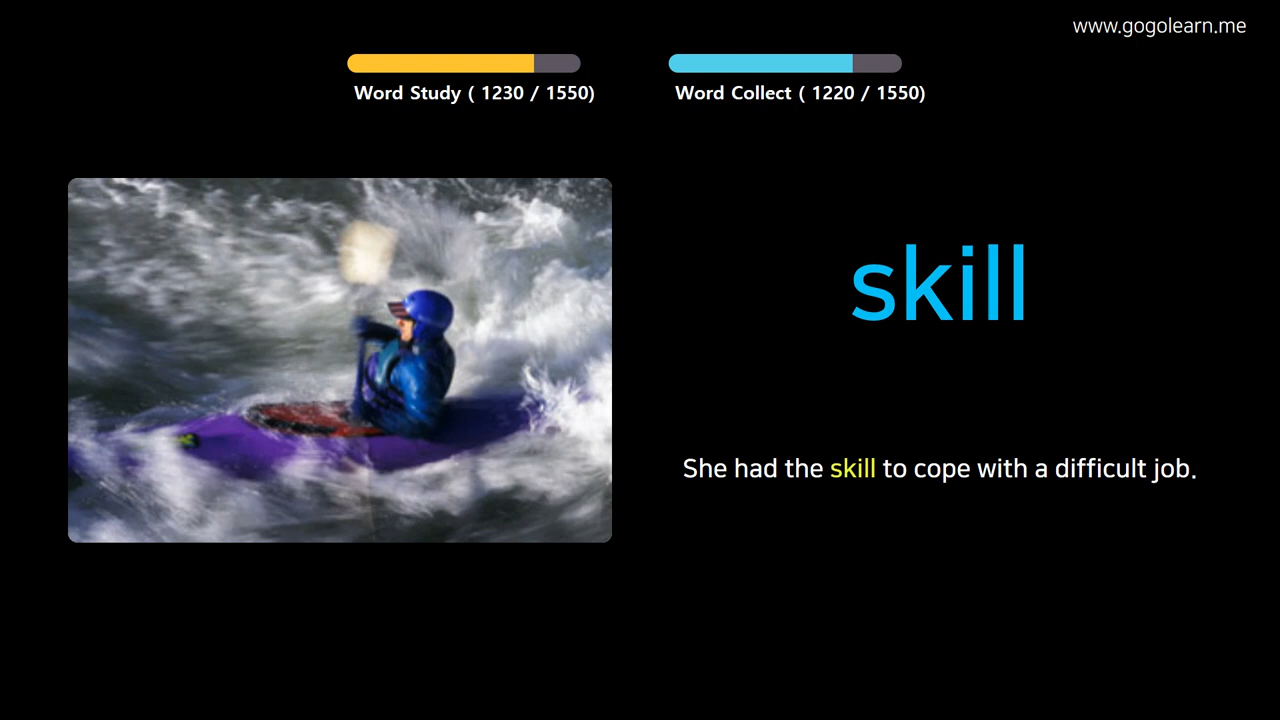 www.gogolearn.me
Word Study ( 1230 / 1550)
Word Collect ( 1220 / 1550)
skill
She had the skill to cope with a difficult job.